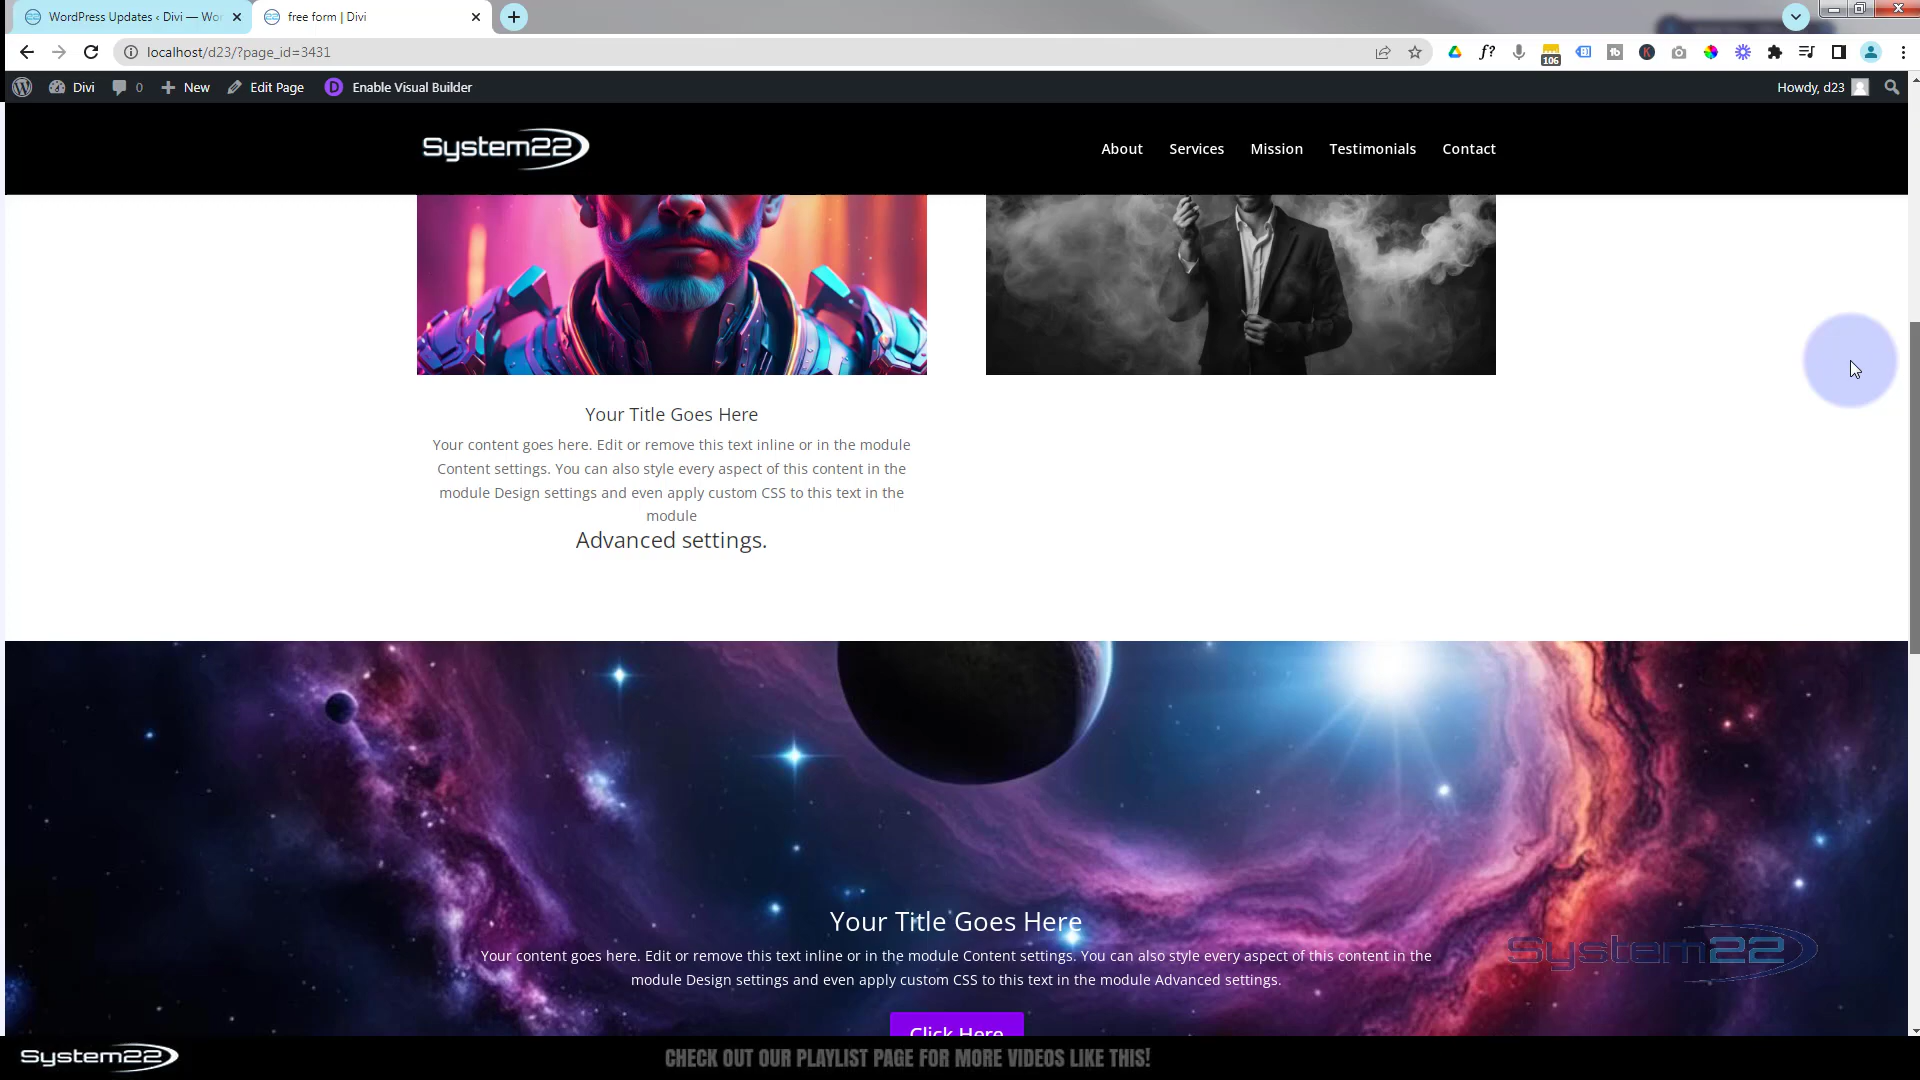 WordPress Updates ‹ Divi — Wor
free form | Divi
localhost/d23/?page_id=3431
f?
106
fb
K
Divi
0
New
Edit Page
D
Enable Visual Builder
Howdy, d23
System22
About
Services
Mission
Testimonials
Contact
Your Title Goes Here
Your content goes here. Edit or remove this text inline or in the module
Content settings. You can also style every aspect of this content in the
module Design settings and even apply custom CSS to this text in the
module
Advanced settings.
Your Title Goes Here
Your content goes here. Edit or remove this text inline or in the module Content settings. You can also style every aspect of this content in the
module Design settings and even apply custom CSS to this text in the module Advanced settings.
System22
Click Here
System22
CHECK OUT OUR PLAYLIST PAGE FOR MORE VIDEOS LIKE THIS!